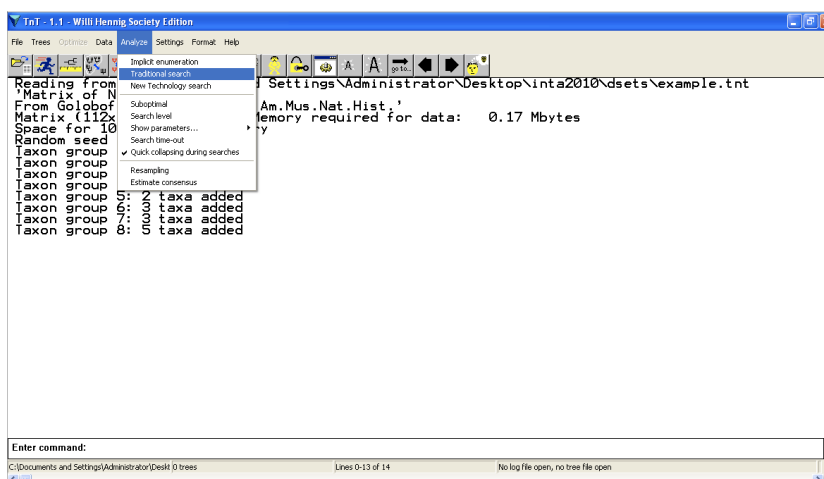 TnT - 1.1 - Willi Hennig Society Edition
File Trees Optimize Data Analyze Settings Format Help
Implicit enumeration
Traditional search
New Technology search
Suboptimal
Search level
Show parameters...
Search time-out
✓ Quick collapsing during searches
Resampling
Estimate consensus
A A go to...
Reading from d Settings\Administrator\Desktop\inta2010\dsets\example.tnt
'Matrix of N
From Golobof Am.Mus.Nat.Hist.'
Matrix (112x Memory required for data: 0.17 Mbytes
Space for 10 y
Random seed
Taxon group
Taxon group
Taxon group
Taxon group
Taxon group 5: 2 taxa added
Taxon group 6: 3 taxa added
Taxon group 7: 3 taxa added
Taxon group 8: 5 taxa added
Enter command:
C:\Documents and Settings\Administrator\Deskt 0 trees Lines 0-13 of 14 No log file open, no tree file open